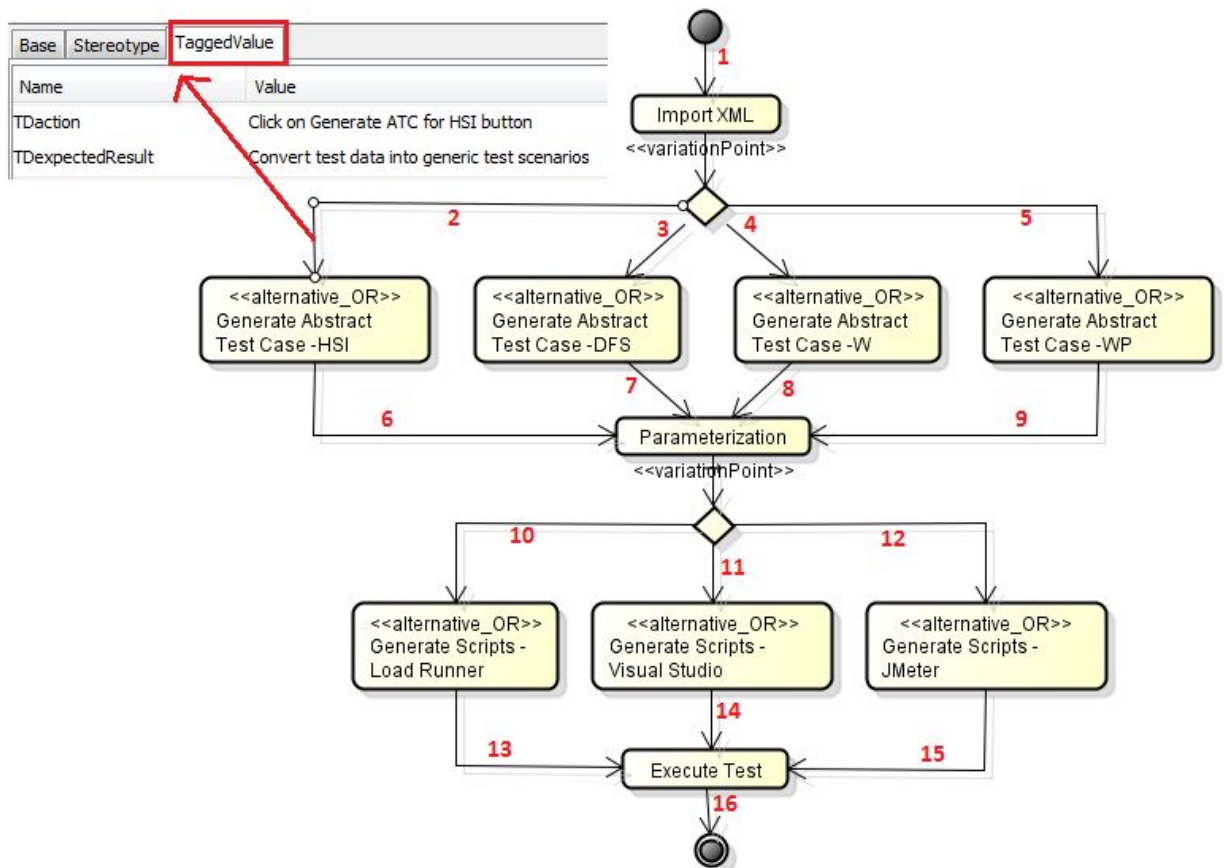 Base Stereotype TaggedValue
Name Value
TDaction Click on Generate ATC for HSI button
TDexpectedResult Convert test data into generic test scenarios
1
Import XML
<<variationPoint>>
2 3 4 5
<<alternative_OR>>
Generate Abstract
Test Case -HSI
<<alternative_OR>>
Generate Abstract
Test Case -DFS
<<alternative_OR>>
Generate Abstract
Test Case -W
<<alternative_OR>>
Generate Abstract
Test Case -WP
6 7 8 9
Parameterization
<<variationPoint>>
10 11 12
<<alternative_OR>>
Generate Scripts -
Load Runner
<<alternative_OR>>
Generate Scripts -
Visual Studio
<<alternative_OR>>
Generate Scripts -
JMeter
13 14 15
Execute Test
16